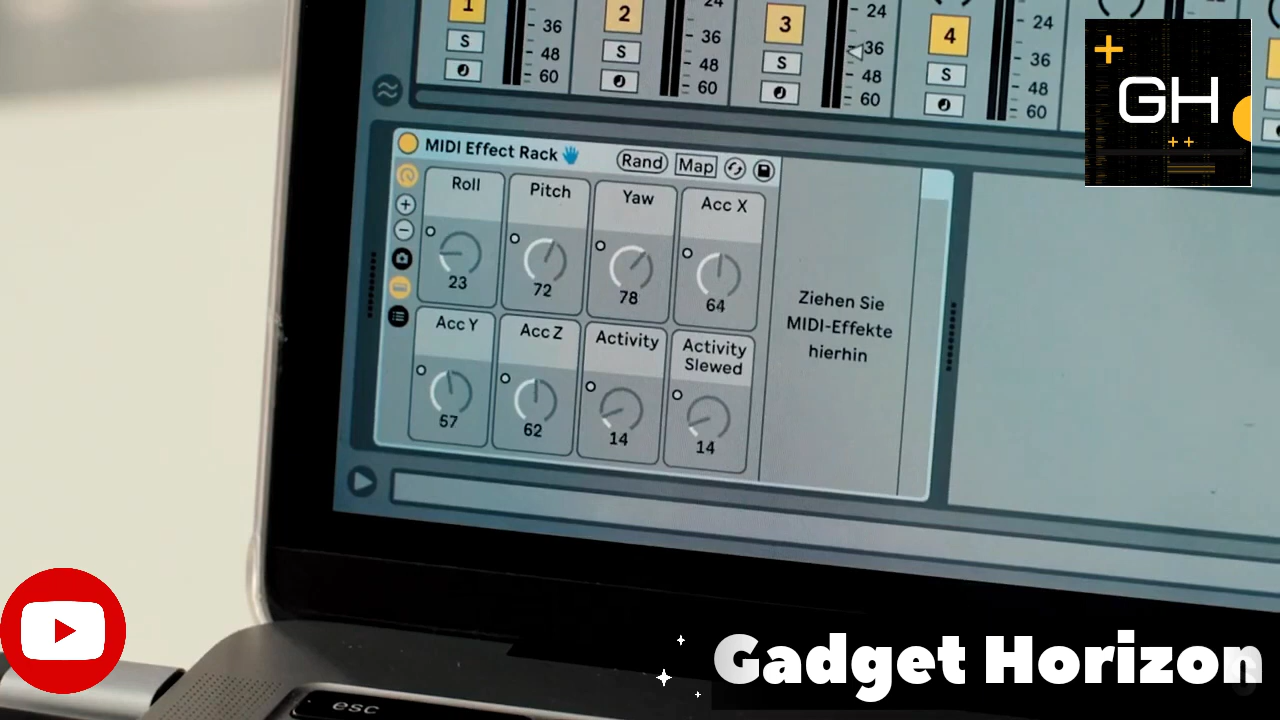 1
2
3
4
24
24
24
36
36
36
36
48
48
48
48
60
60
60
60
S
S
S
S
GH
MIDI Effect Rack
Rand
Map
Roll
Pitch
Yaw
Acc X
23
72
78
64
Acc Y
Acc Z
Activity
Activity
Slewed
57
62
14
14
Ziehen Sie
MIDI-Effekte
hierhin
esc
Gadget Horizon